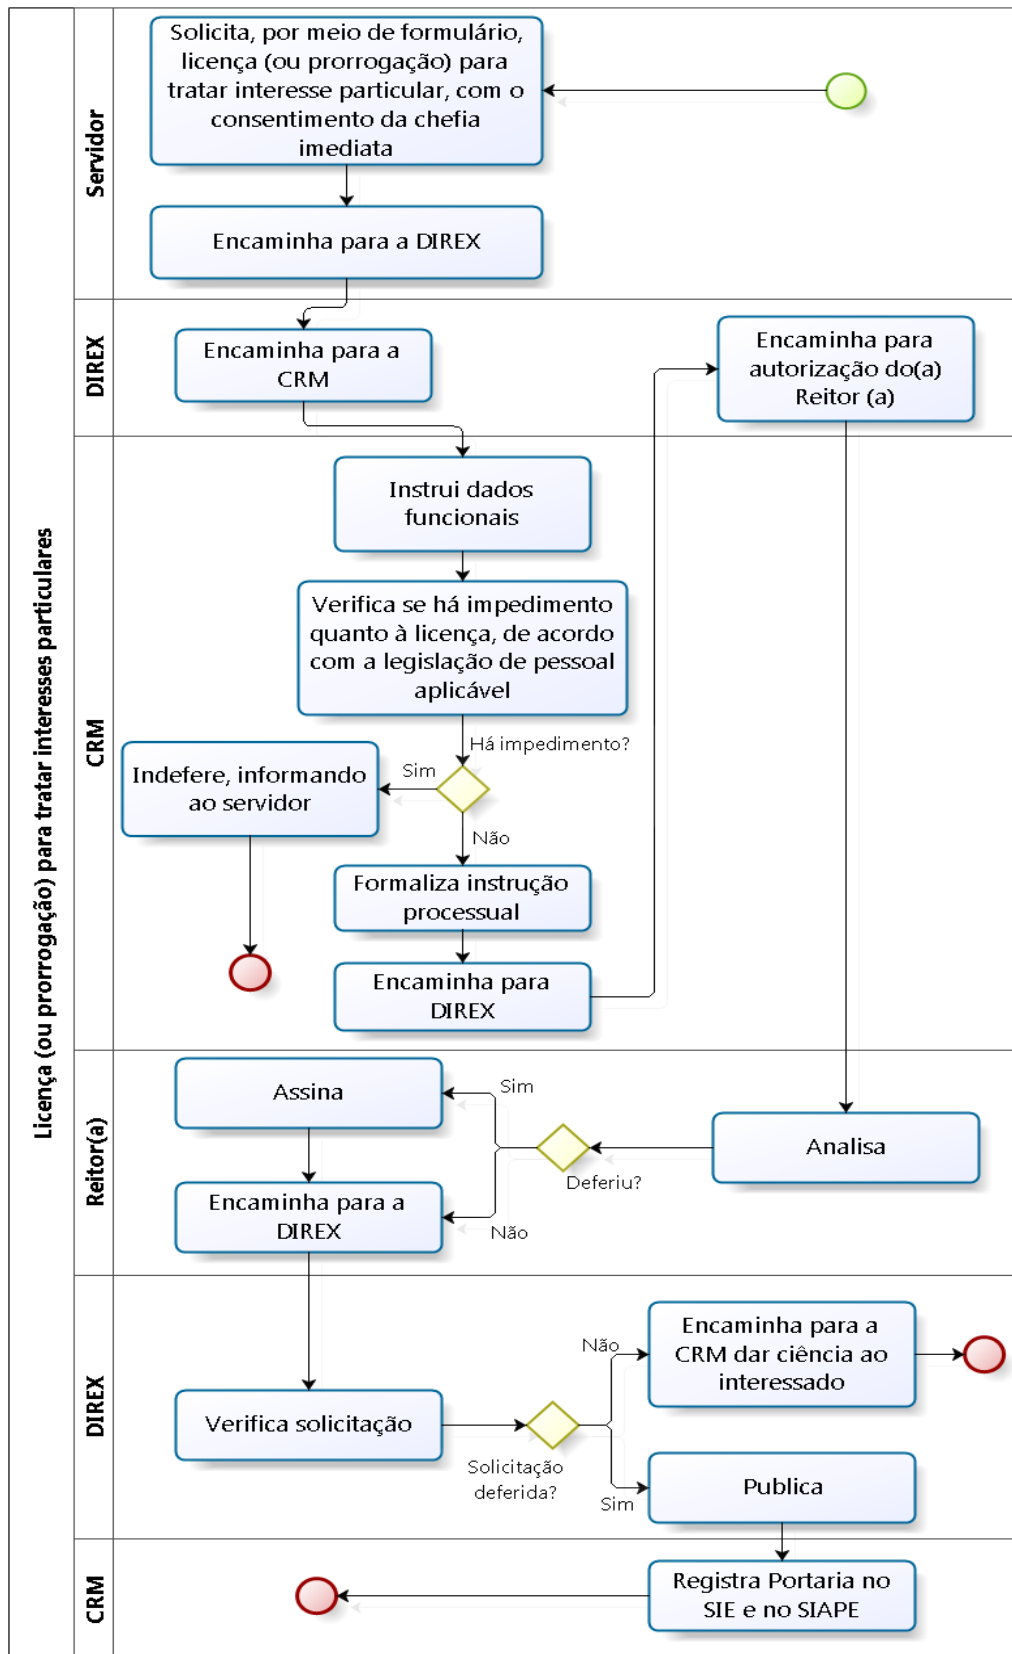 Licença (ou prorrogação) para tratar interesses particulares
Servidor
Solicita, por meio de formulário,
licença (ou prorrogação) para
tratar interesse particular, com o
consentimento da chefia
imediata
Encaminha para a DIREX
DIREX
Encaminha para a
CRM
Encaminha para
autorização do(a)
Reitor (a)
CRM
Instrui dados
funcionais
Verifica se há impedimento
quanto à licença, de acordo
com a legislação de pessoal
aplicável
Há impedimento?
Sim
Indefere, informando
ao servidor
Não
Formaliza instrução
processual
Encaminha para
DIREX
Reitor(a)
Assina
Sim
Analisa
Deferiu?
Encaminha para a
DIREX
Não
DIREX
Encaminha para a
CRM dar ciência ao
interessado
Não
Verifica solicitação
Solicitação
deferida?
Sim
Publica
CRM
Registra Portaria no
SIE e no SIAPE